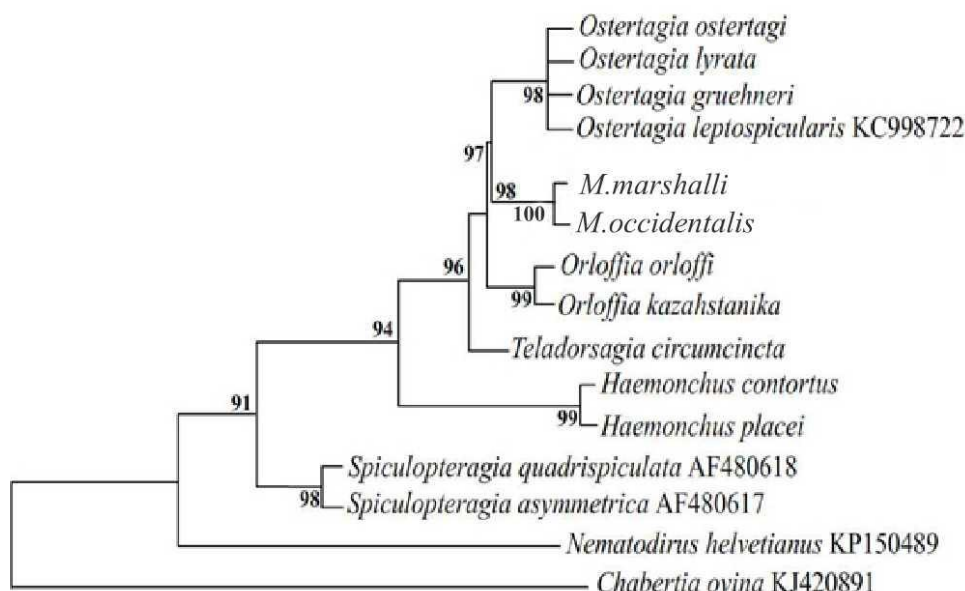 Ostertagia ostertagi
Ostertagia lyrata
98
Ostertagia gruehneri
Ostertagia leptospicularis KC998722
97
98
M.marshalli
100
M.occidentalis
96
Orloffia orloffi
99
Orloffia kazahstanika
94
Teladorsagia circumcincta
Haemonchus contortus
99
Haemonchus placei
91
Spiculopteragia quadrispiculata AF480618
98
Spiculopteragia asymmetrica AF480617
Nematodirus helvetianus KP150489
Chabertia ovina KJ420891